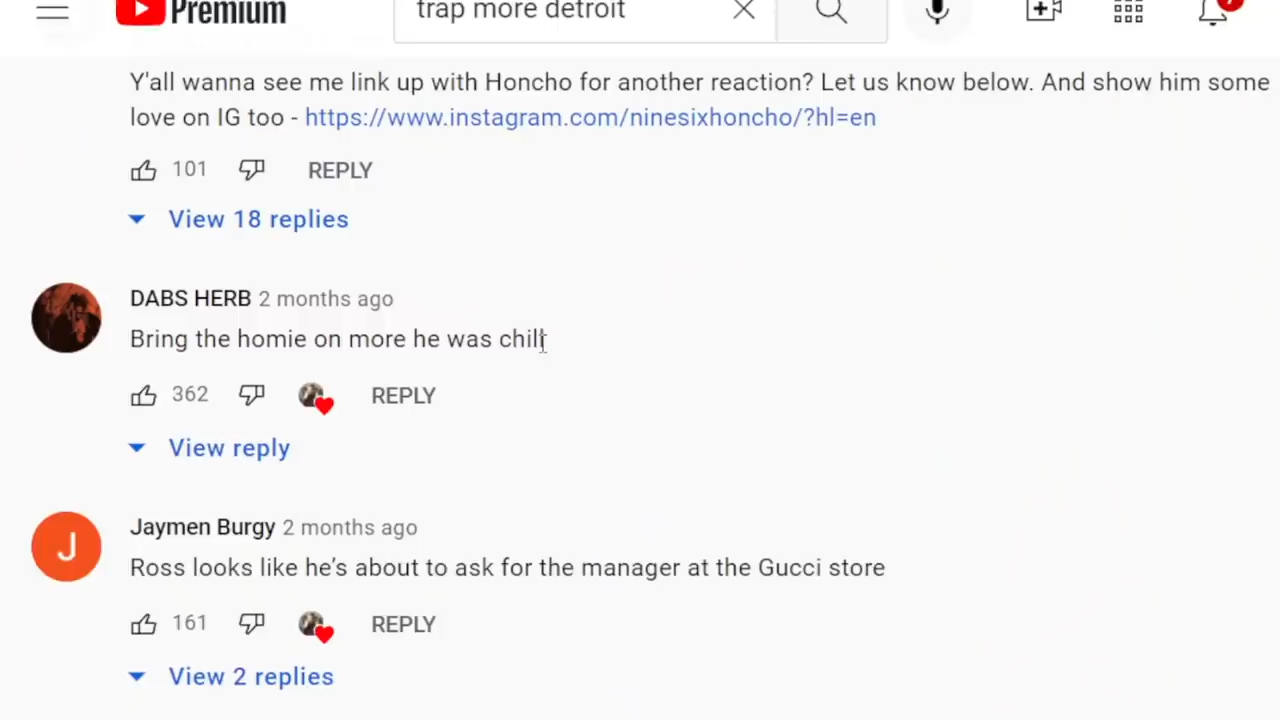 Premium
trap more detroit
Y'all wanna see me link up with Honcho for another reaction? Let us know below. And show him some
love on IG too - https://www.instagram.com/ninesixhoncho/?hl=en
101 REPLY
View 18 replies
DABS HERB 2 months ago
Bring the homie on more he was chill
362 REPLY
View reply
J
Jaymen Burgy 2 months ago
Ross looks like he’s about to ask for the manager at the Gucci store
161 REPLY
View 2 replies